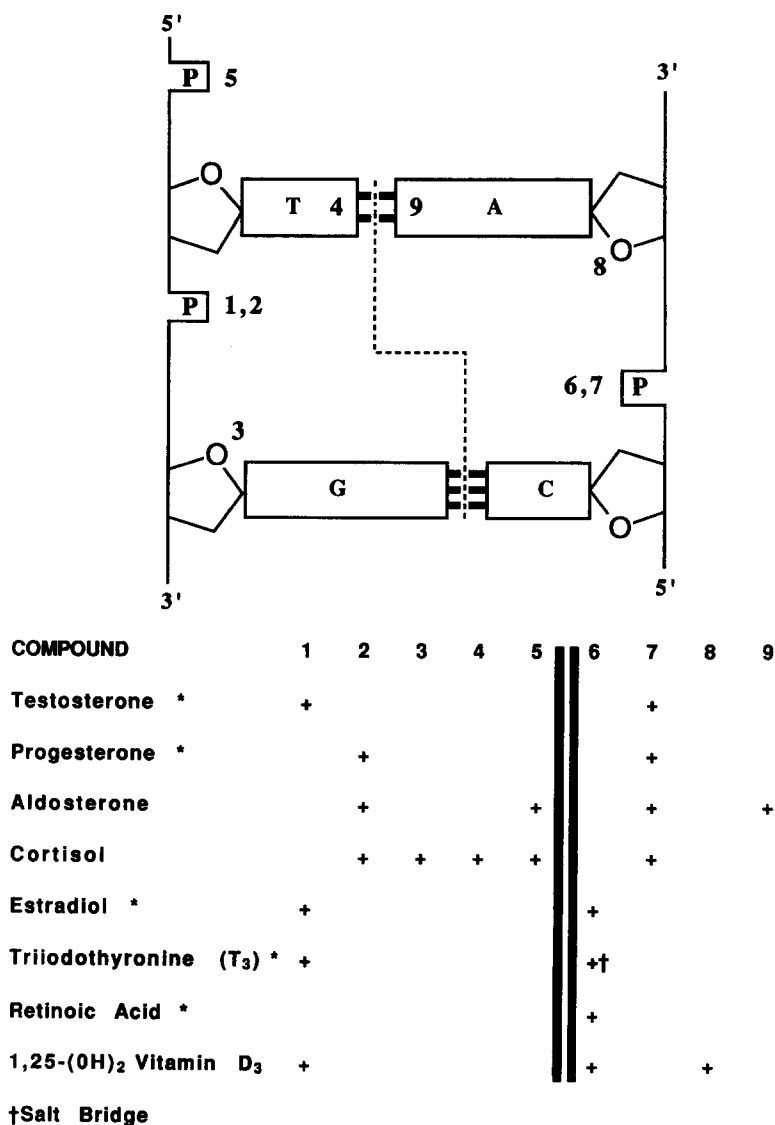 5'
P 5
3'
O
T 4 9 A
8 O
P 1,2
6,7 P
3
O
G C
O
3'
5'
COMPOUND 1 2 3 4 5 6 7 8 9
Testosterone * + +
Progesterone * + +
Aldosterone + + + +
Cortisol + + + + +
Estradiol * + +
Triiodothyronine (T3) * + +†
Retinoic Acid * +
1,25-(OH)2 Vitamin D3 + + +
†Salt Bridge